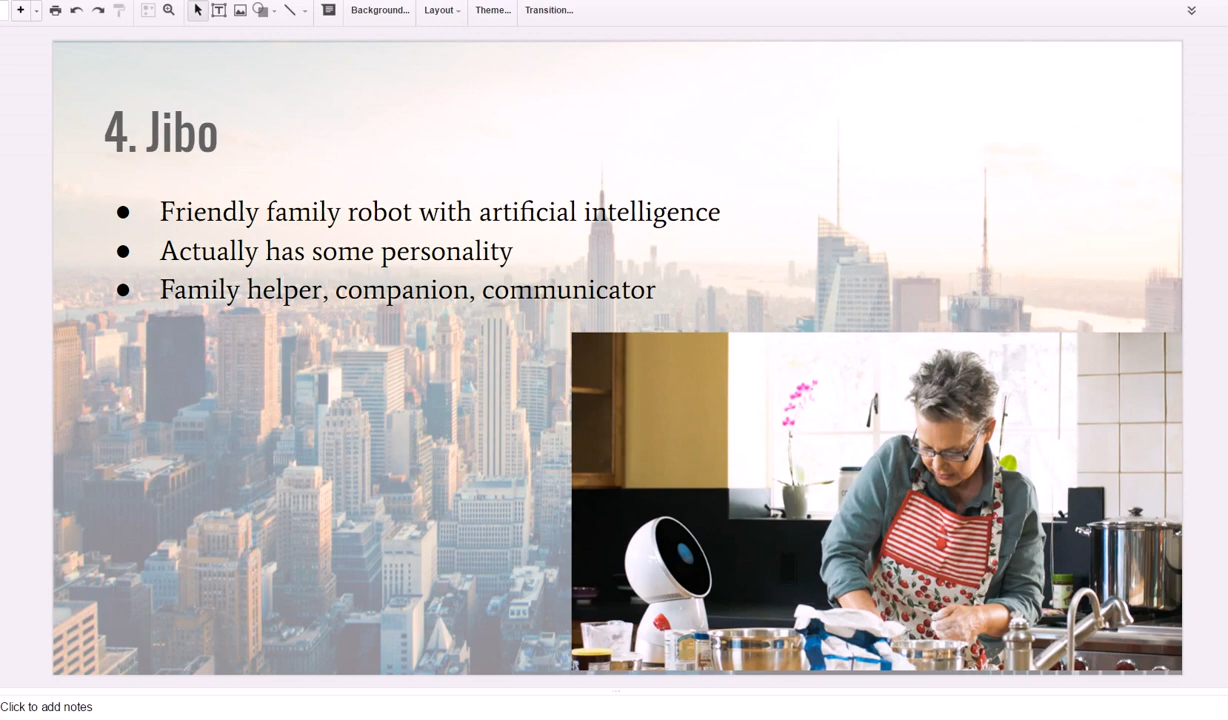 Background...
Layout
Theme...
Transition...
4. Jibo
● Friendly family robot with artificial intelligence
● Actually has some personality
● Family helper, companion, communicator
Click to add notes